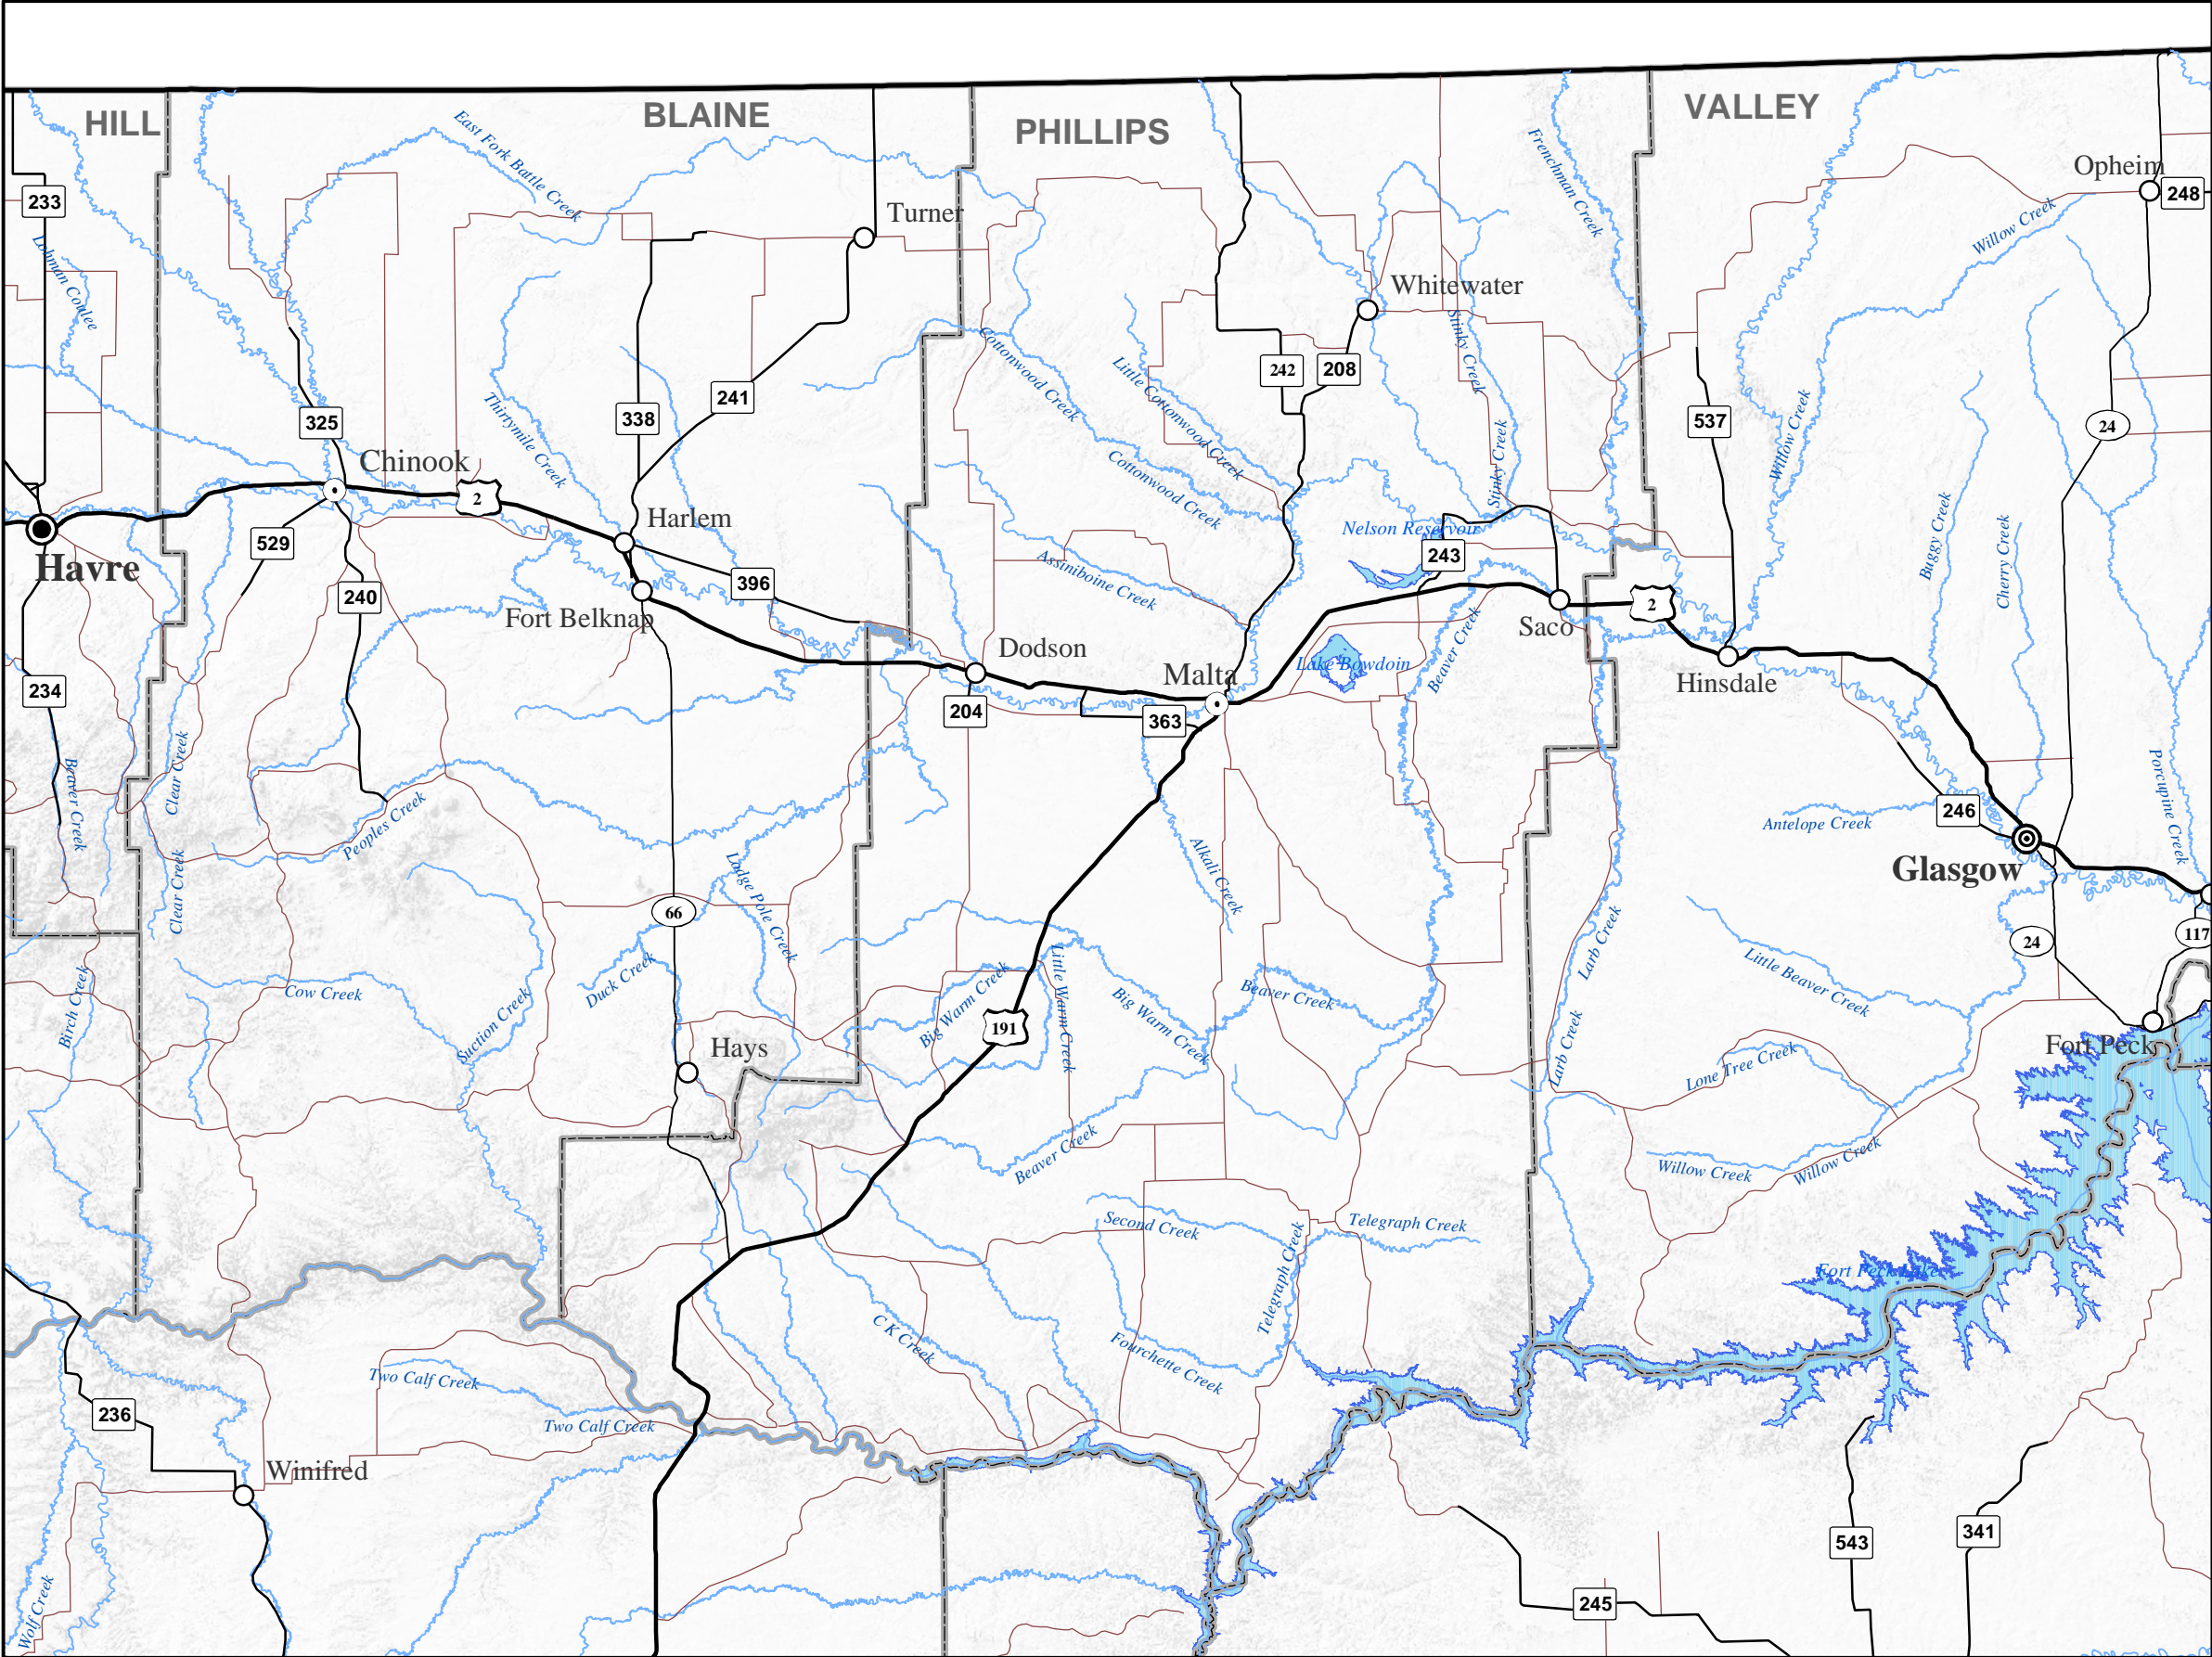 HILL
BLAINE
PHILLIPS
VALLEY
East Fork Battle Creek
Frenchman Creek
Opheim
248
233
Turner
Willow Creek
Lohman Coulee
Whitewater
Stinky Creek
Cottonwood Creek
Little Cottonwood Creek
242
208
241
338
325
Thirtymile Creek
537
Willow Creek
24
Chinook
2
Cottonwood Creek
Stinky Creek
Harlem
Nelson Reservoir
Buggy Creek
Cherry Creek
529
243
Havre
396
Assiniboine Creek
240
Fort Belknap
2
Saco
Dodson
Beaver Creek
Lake Bowdoin
Malta
Hinsdale
234
204
363
Clear Creek
Beaver Creek
Porcupine Creek
Peoples Creek
246
Antelope Creek
Glasgow
Clear Creek
Lodge Pole Creek
Alkali Creek
66
24
117
Larb Creek
Little Beaver Creek
Duck Creek
Cow Creek
Birch Creek
Suction Creek
Big Warm Creek
Little Warm Creek
Big Warm Creek
Beaver Creek
191
Hays
Larb Creek
Fort Peck
Lone Tree Creek
Beaver Creek
Willow Creek
Willow Creek
Second Creek
Telegraph Creek
Telegraph Creek
Fort Peck Lake
C K Creek
Fourchette Creek
Two Calf Creek
236
Two Calf Creek
Winifred
543
341
245
Wolf Creek